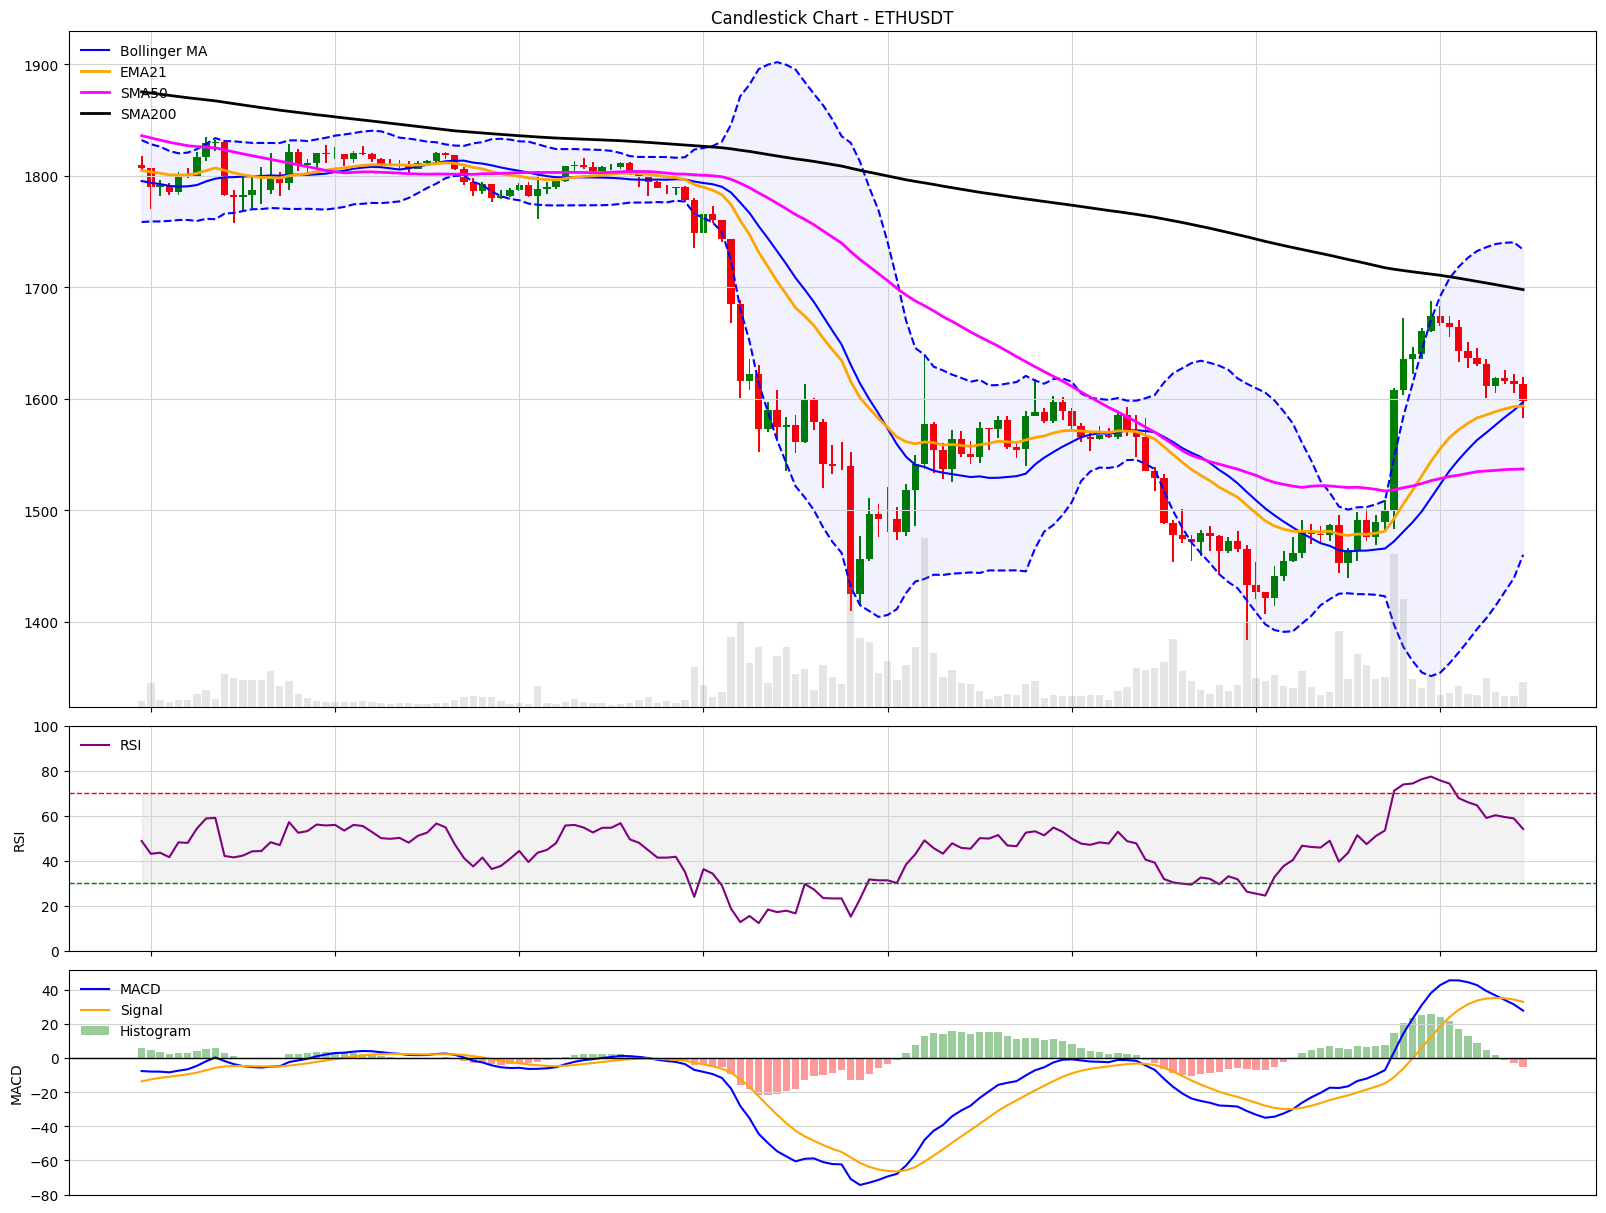 Candlestick Chart - ETHUSDT
Bollinger MA
EMA21
SMA50
SMA200
1900
1800
1700
1600
1500
1400
RSI
100
80
60
40
20
0
RSI
MACD
Signal
Histogram
40
20
0
−20
−40
−60
−80
MACD